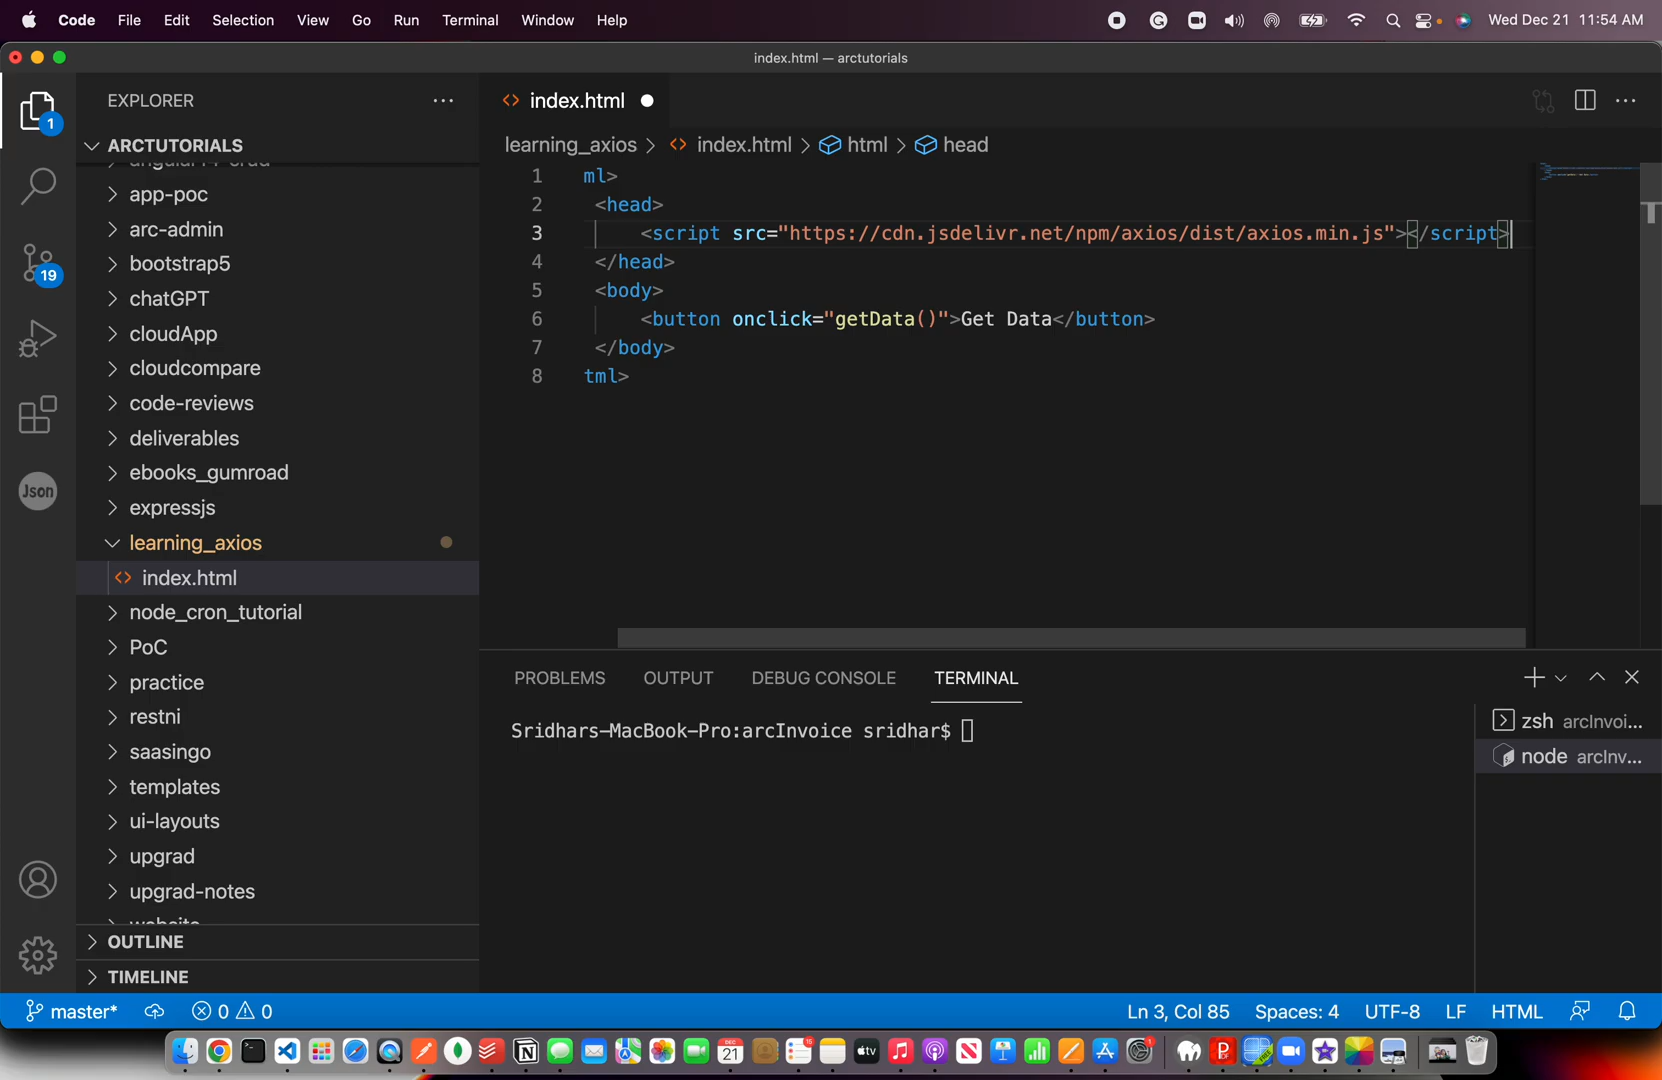 Code File Edit Selection View Go Run Terminal Window Help Wed Dec 21 11:54 AM
index.html — arctutorials
EXPLORER
1
19
Json
ARCTUTORIALS
app-poc
arc-admin
bootstrap5
chatGPT
cloudApp
cloudcompare
code-reviews
deliverables
ebooks_gumroad
expressjs
learning_axios
index.html
node_cron_tutorial
PoC
practice
restni
saasingo
templates
ui-layouts
upgrad
upgrad-notes
OUTLINE
TIMELINE
index.html
learning_axios > index.html > html > head
1 ml>
2 <head>
3 <script src="https://cdn.jsdelivr.net/npm/axios/dist/axios.min.js"></script>
4 </head>
5 <body>
6 <button onclick="getData()">Get Data</button>
7 </body>
8 tml>
PROBLEMS OUTPUT DEBUG CONSOLE TERMINAL
Sridhars-MacBook-Pro:arcInvoice sridhar$
zsh arcInvoi...
node arcInv...
master* 0 0 Ln 3, Col 85 Spaces: 4 UTF-8 LF HTML